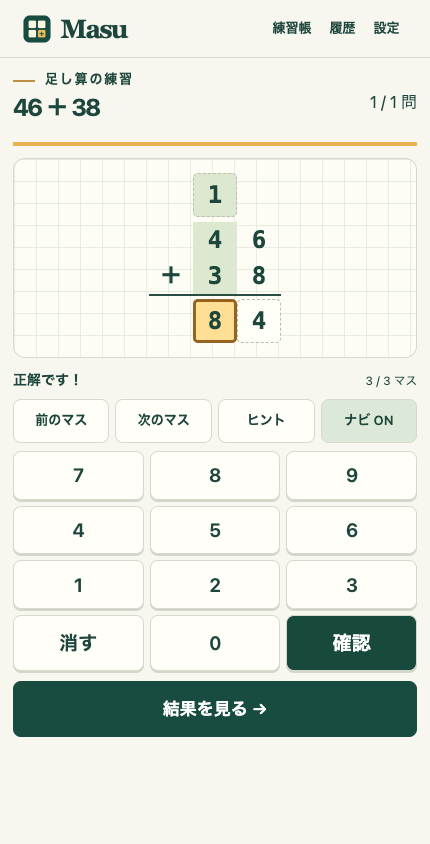 Masu
練習帳 履歴 設定
足し算の練習
46 + 38
1 / 1 問
1
4 6
+ 3 8
8 4
正解です！
3 / 3 マス
前のマス 次のマス ヒント ナビ ON
7 8 9
4 5 6
1 2 3
消す 0 確認
結果を見る →